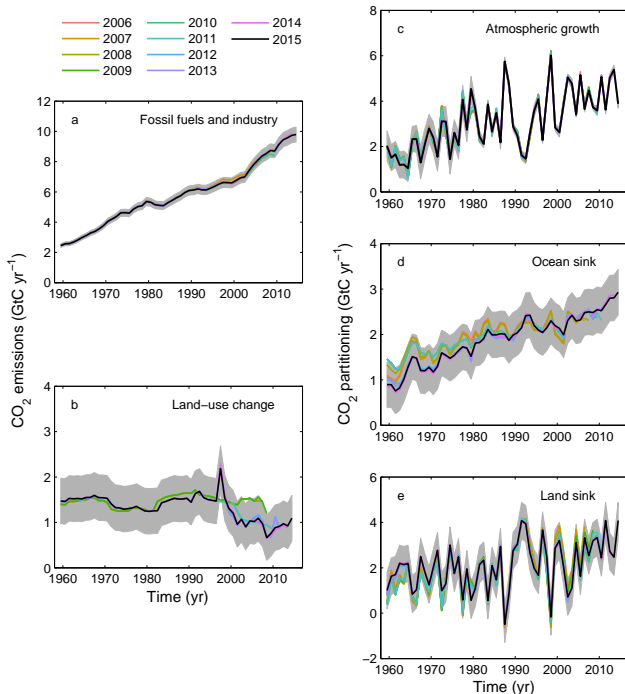 2006
2007
2008
2009
2010
2011
2012
2013
2014
2015
a Fossil fuels and industry
12
10
8
6
4
2
0
1960 1970 1980 1990 2000 2010
CO₂ emissions (GtC yr⁻¹)
b Land−use change
4
3
2
1
0
1960 1970 1980 1990 2000 2010
Time (yr)
c Atmospheric growth
8
6
4
2
0
1960 1970 1980 1990 2000 2010
d Ocean sink
4
3
2
1
0
1960 1970 1980 1990 2000 2010
CO₂ partitioning (GtC yr⁻¹)
e Land sink
6
4
2
0
−2
1960 1970 1980 1990 2000 2010
Time (yr)